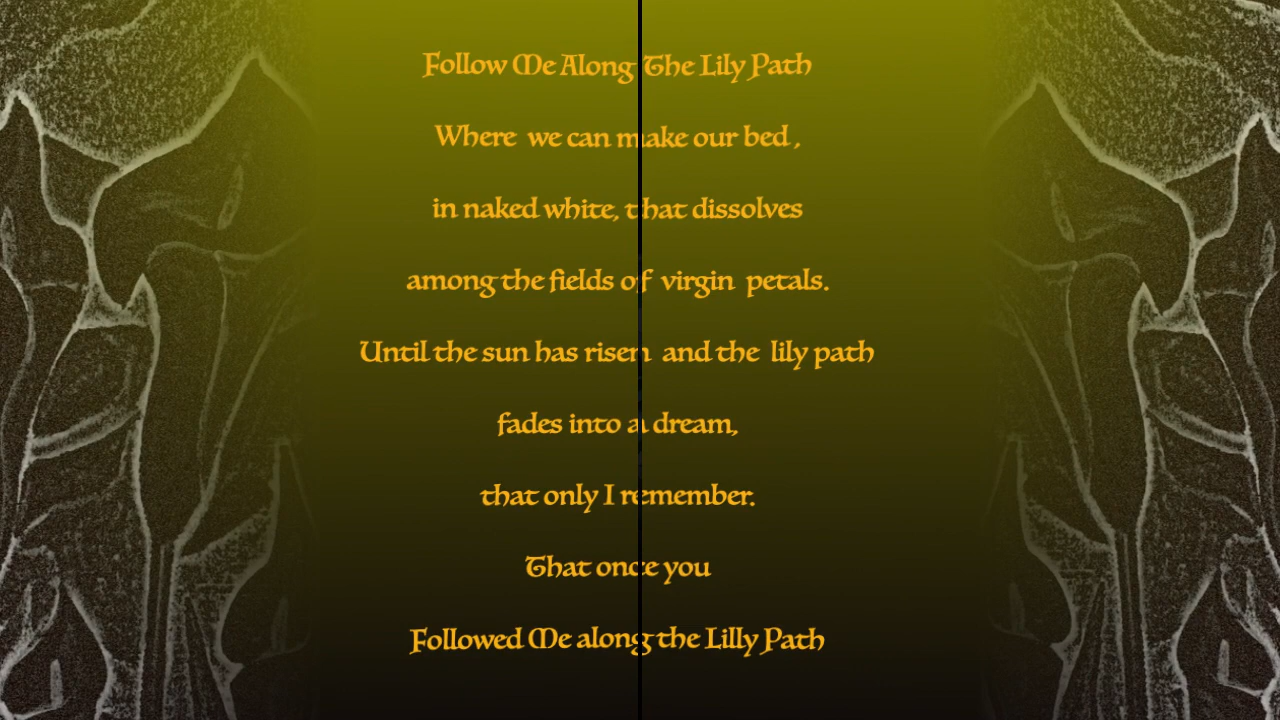 Follow Me Along The Lily Path
Where we can make our bed ,
in naked white, that dissolves
among the fields of virgin petals.
Until the sun has risen and the lily path
fades into a dream,
that only I remember.
That once you
Followed Me along the Lilly Path